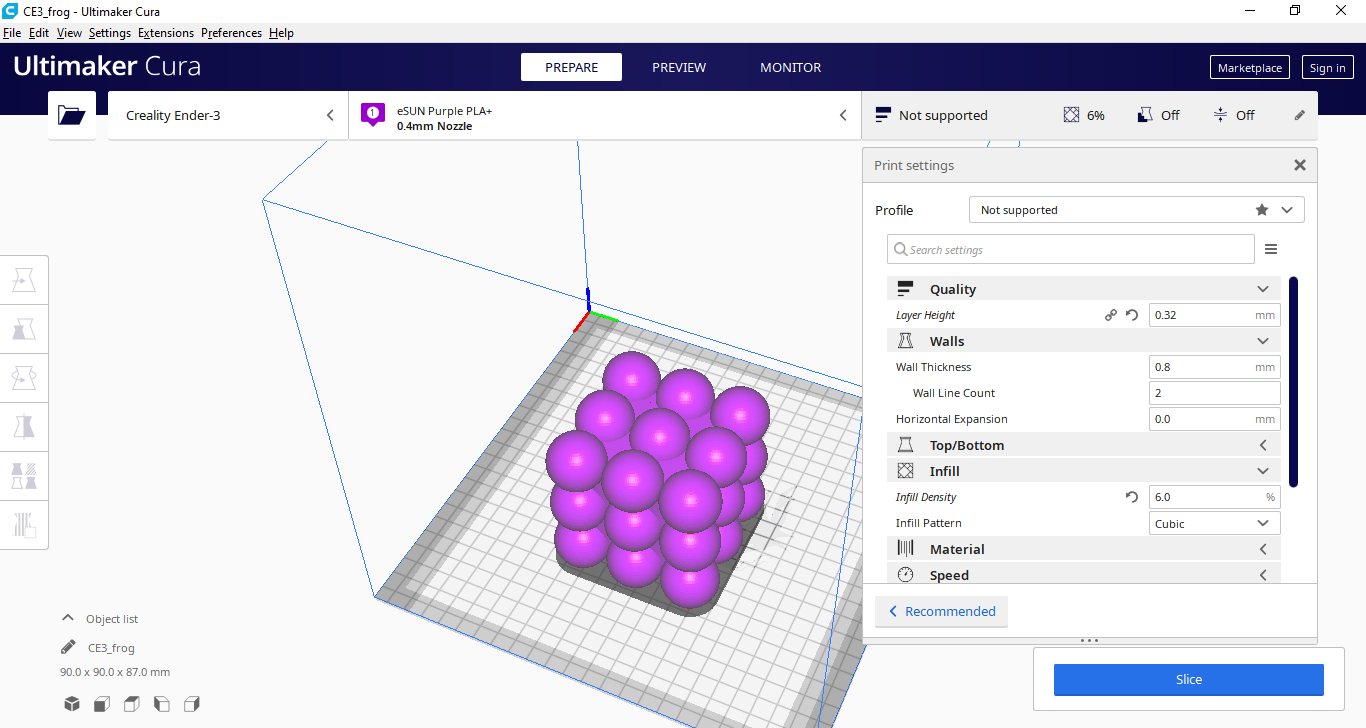 CE3_frog - Ultimaker Cura
File Edit View Settings Extensions Preferences Help
Ultimaker Cura
PREPARE PREVIEW MONITOR
Marketplace Sign in
Creality Ender-3
1
eSUN Purple PLA+
0.4mm Nozzle
Not supported 6% Off Off
Print settings
Profile Not supported
Search settings
Quality
Layer Height 0.32 mm
Walls
Wall Thickness 0.8 mm
Wall Line Count 2
Horizontal Expansion 0.0 mm
Top/Bottom
Infill
Infill Density 6.0 %
Infill Pattern Cubic
Material
Speed
Recommended
Object list
CE3_frog
90.0 x 90.0 x 87.0 mm
Slice